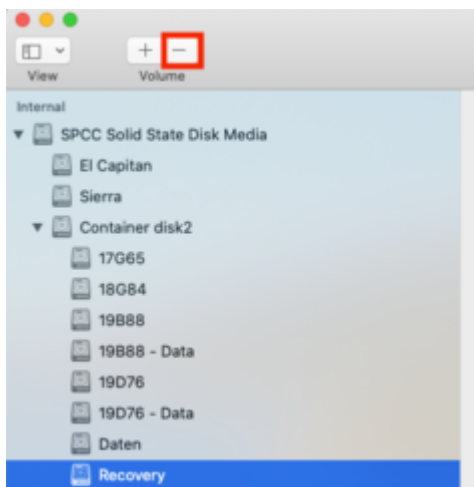 View
Volume
Internal
SPCC Solid State Disk Media
El Capitan
Sierra
Container disk2
17G65
18G84
19B88
19B88 - Data
19D76
19D76 - Data
Daten
Recovery